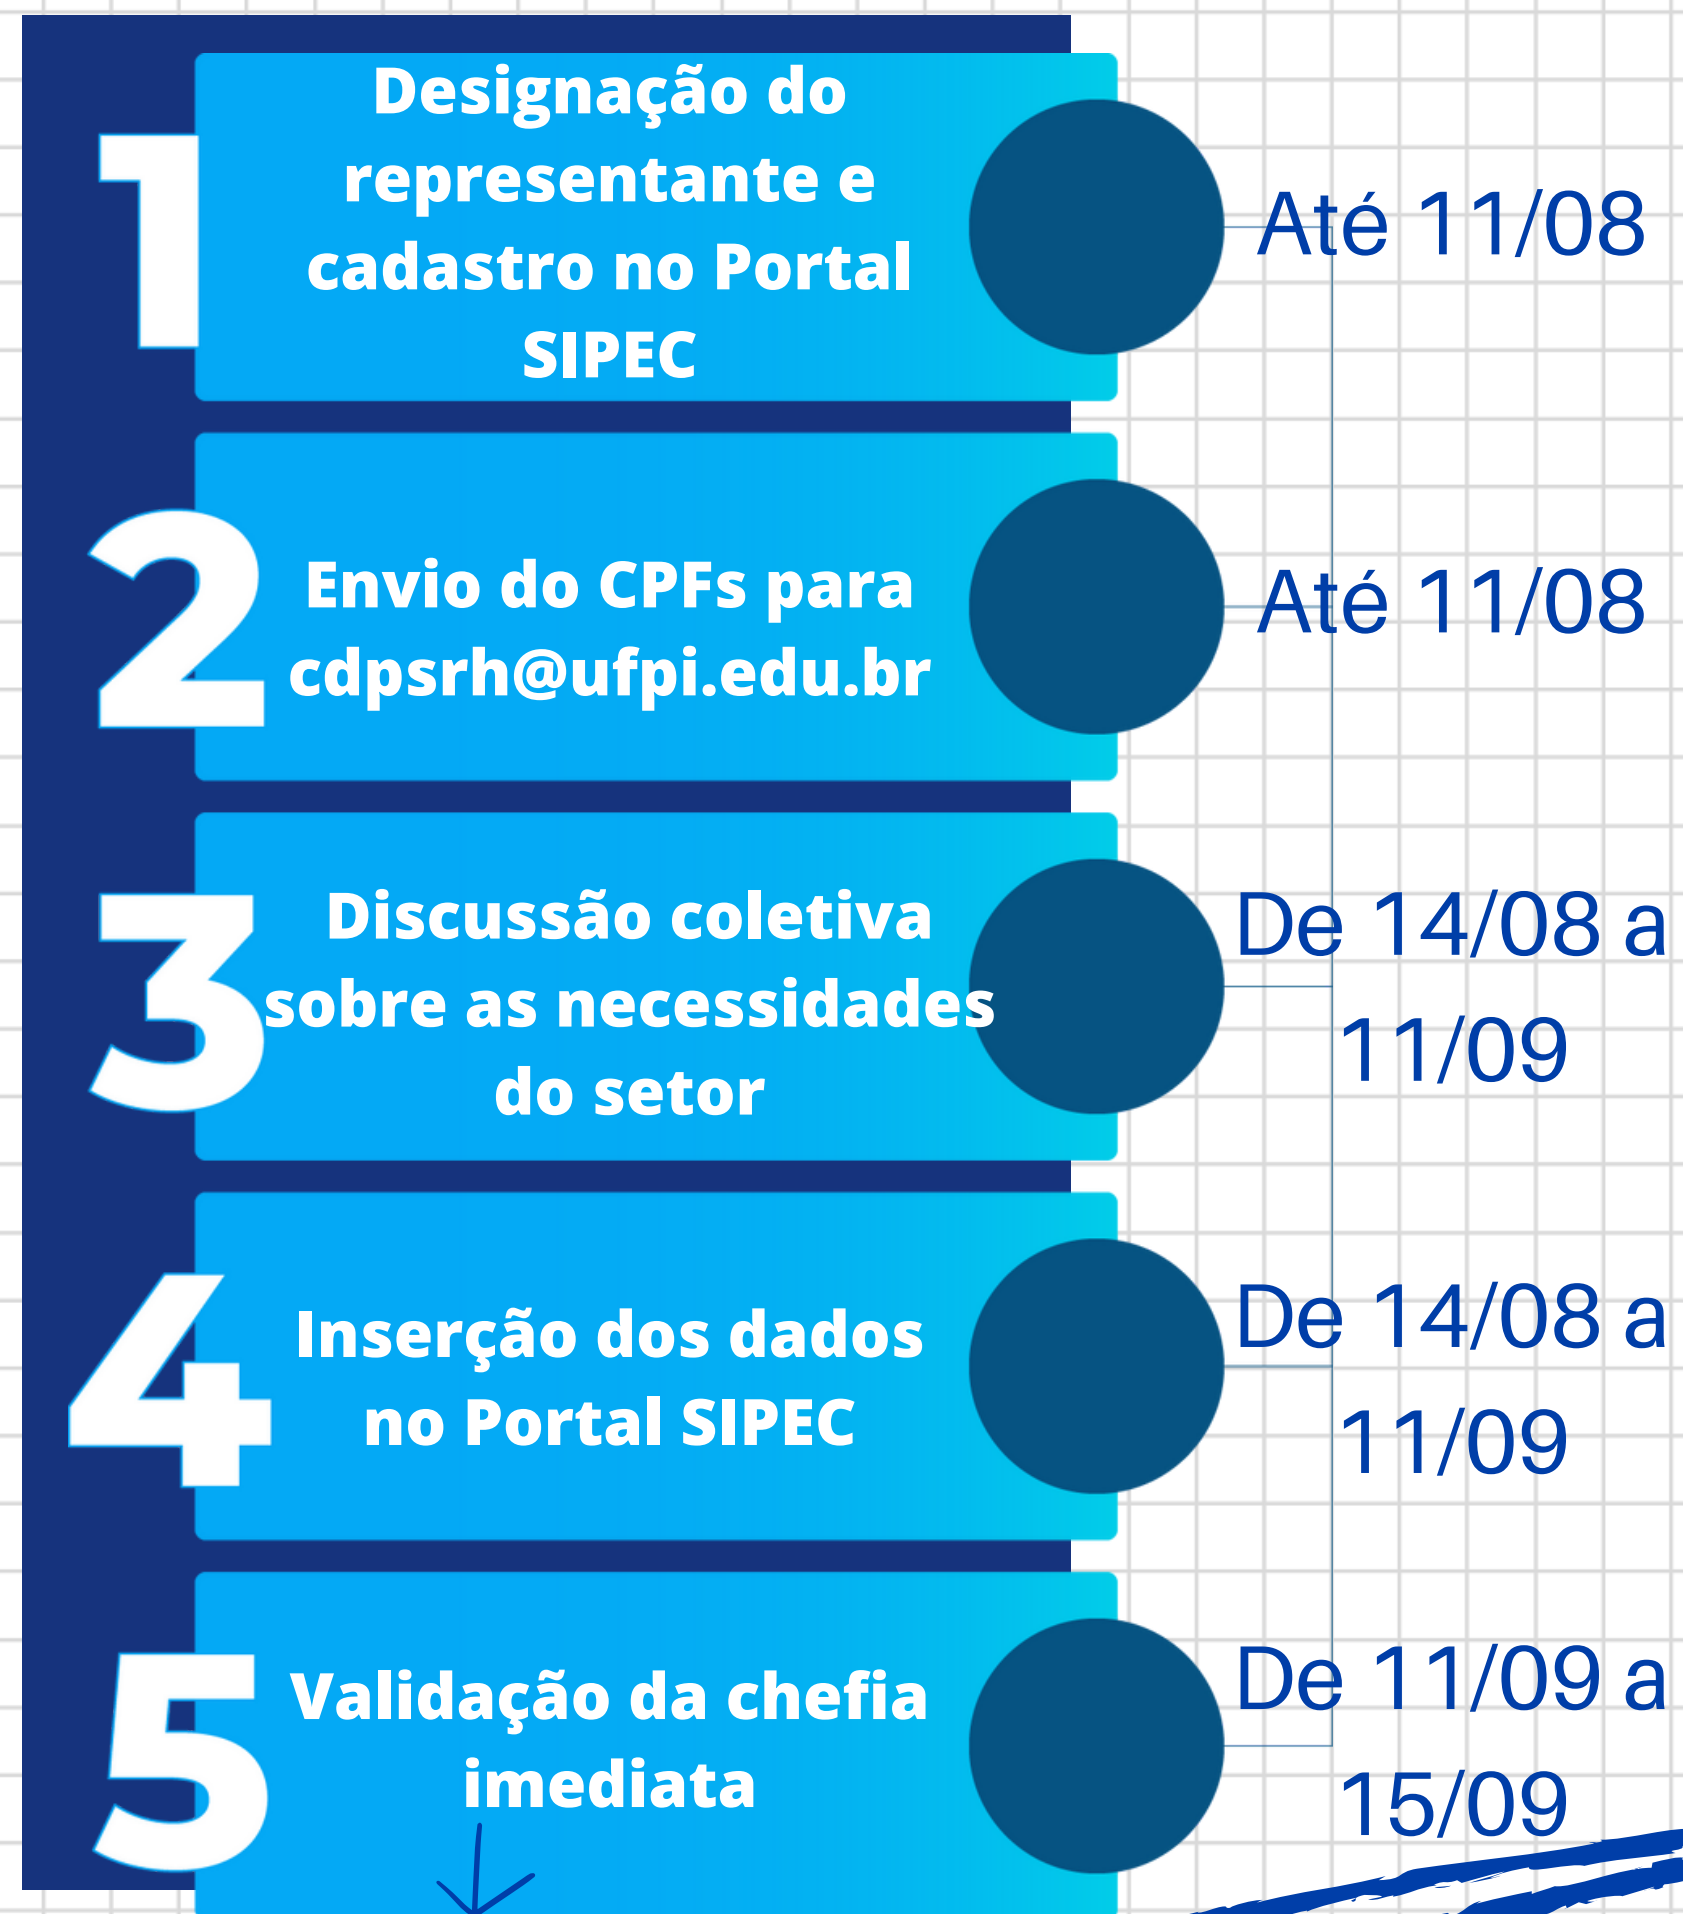 1
Designação do
representante e
cadastro no Portal
SIPEC
Até 11/08
2
Envio do CPFs para
cdpsrh@ufpi.edu.br
Até 11/08
3
Discussão coletiva
sobre as necessidades
do setor
De 14/08 a
11/09
4
Inserção dos dados
no Portal SIPEC
De 14/08 a
11/09
5
Validação da chefia
imediata
De 11/09 a
15/09